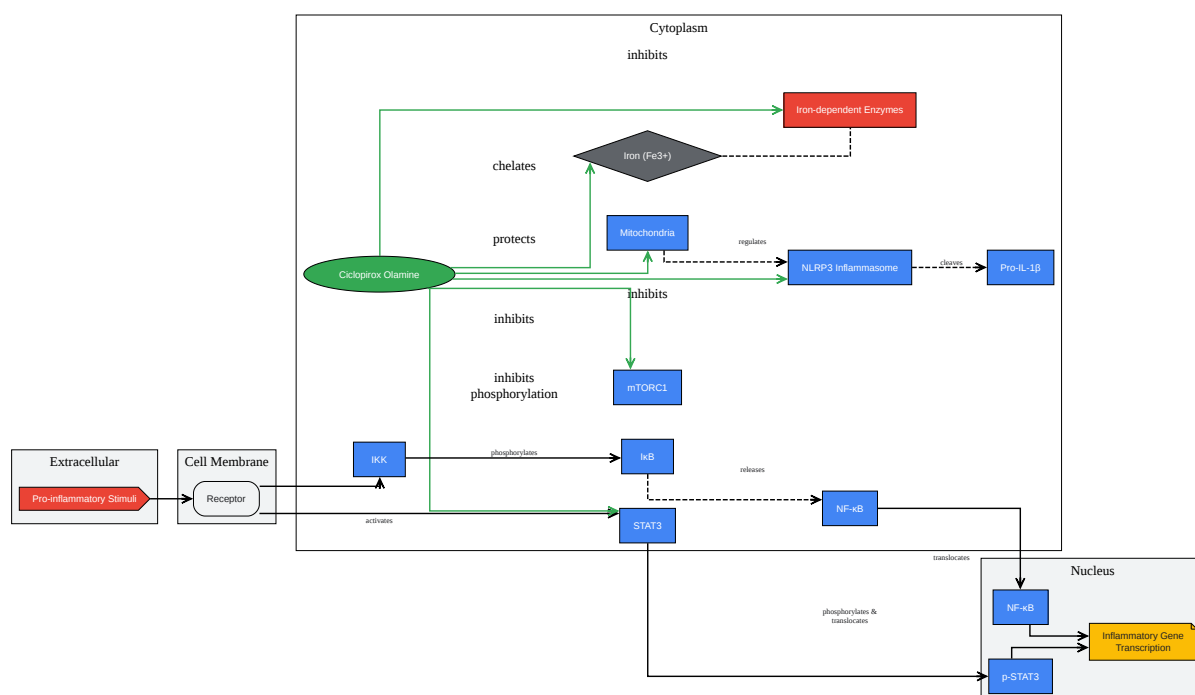 Cytoplasm
inhibits
Iron-dependent Enzymes
Iron (Fe3+)
chelates
Mitochondria
protects
regulates
Ciclopirox Olamine
NLRP3 Inflammasome
cleaves
Pro-IL-1β
inhibits
inhibits
inhibits
phosphorylation
mTORC1
Extracellular
Cell Membrane
IKK
phosphorylates
IκB
releases
Pro-inflammatory Stimuli
Receptor
activates
STAT3
NF-κB
translocates
Nucleus
phosphorylates &
translocates
NF-κB
Inflammatory Gene
Transcription
p-STAT3